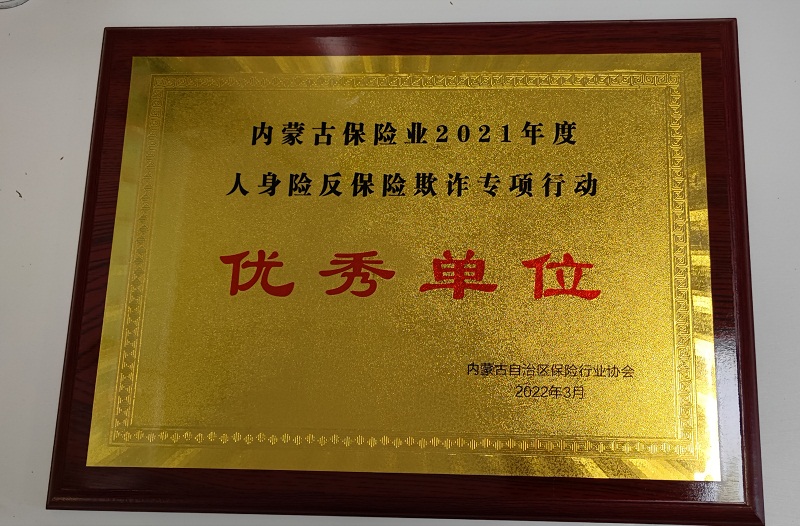 内蒙古保险业2021年度
人身险反保险欺诈专项行动
优秀单位
内蒙古自治区保险行业协会
2022年3月